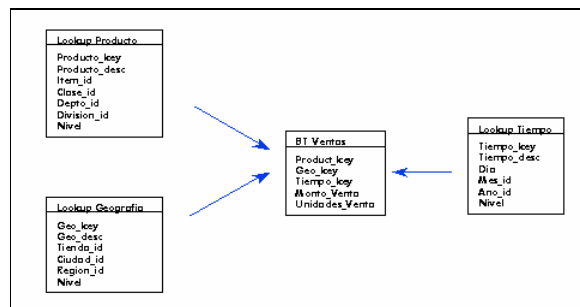 Lookup Producto
Producto_key
Producto_desc
Item_id
Clase_id
Depto_id
Division_id
Nivel
BT Ventas
Product_key
Geo_key
Tiempo_key
Monto_Venta
Unidades_Venta
Lookup Tiempo
Tiempo_key
Tiempo_desc
Dia
Mes_id
Ano_id
Nivel
Lookup Geografia
Geo_key
Geo_desc
Tienda_id
Ciudad_id
Region_id
Nivel